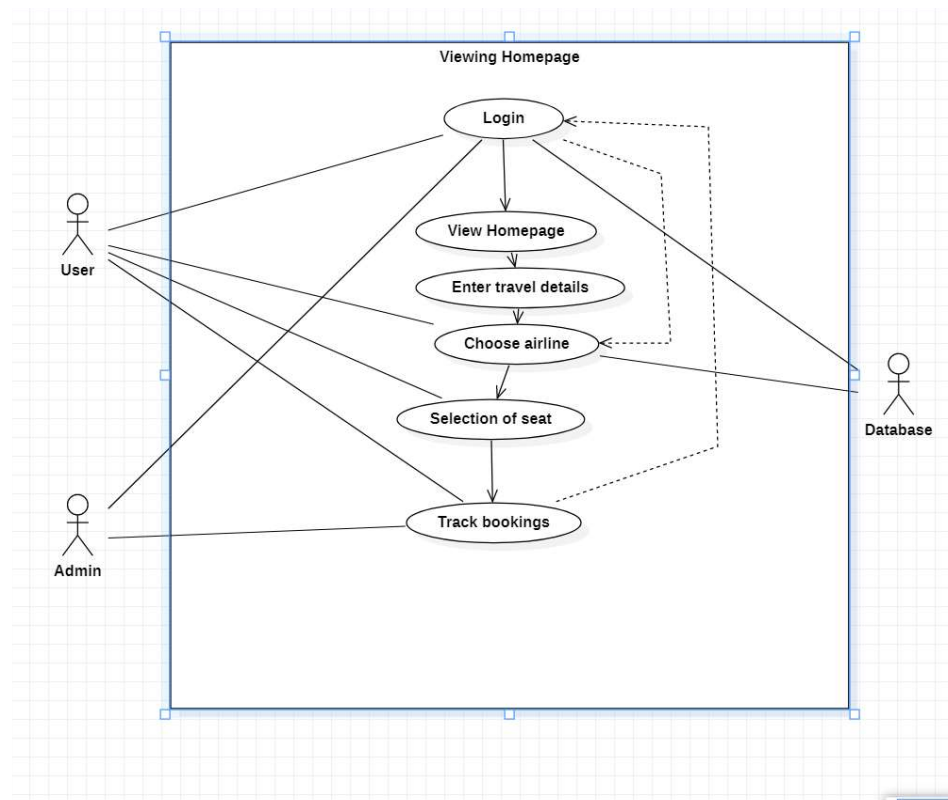 Viewing Homepage
Login
View Homepage
Enter travel details
Choose airline
Selection of seat
Track bookings
User
Admin
Database